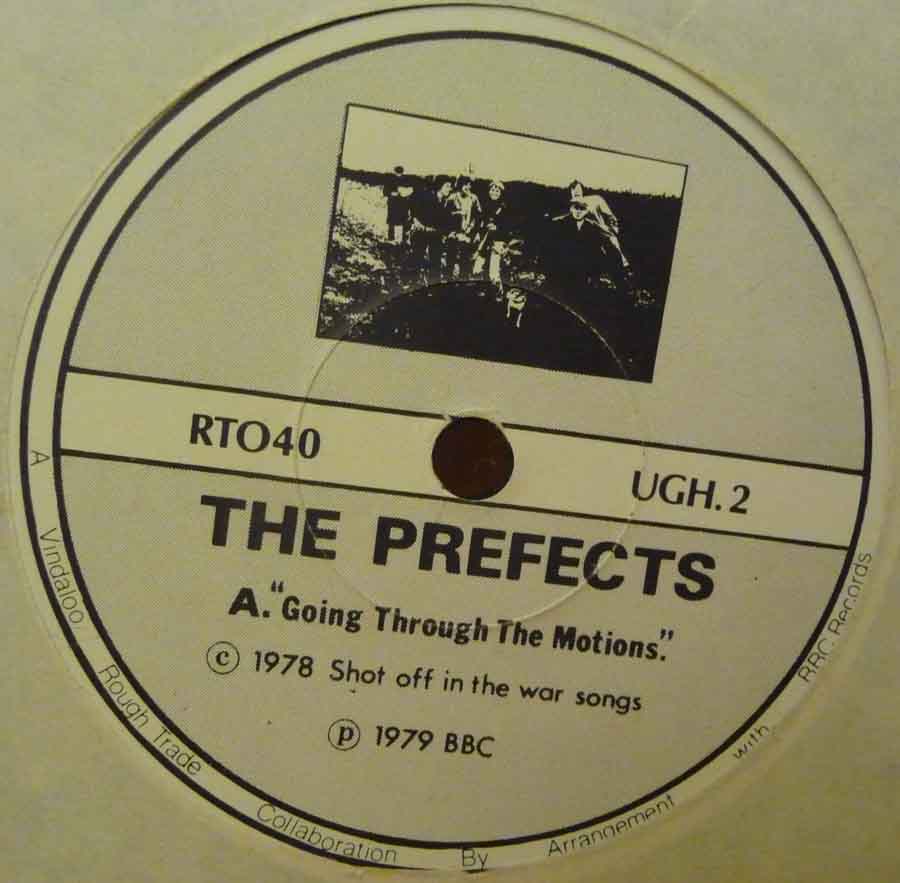 RTO40
UGH. 2
THE PREFECTS
A. "Going Through The Motions."
c 1978 Shot off in the war songs
p 1979 BBC
A Vindaloo, Rough Trade Collaboration By Arrangement with BBC Records